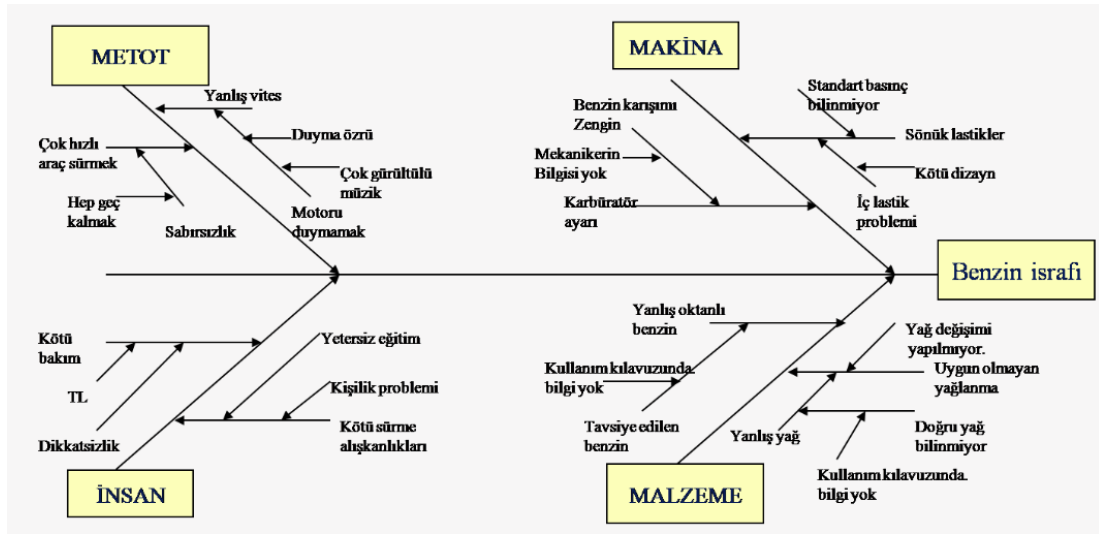 METOT
MAKİNA
Yanlış vites
Duyma özrü
Çok hızlı
araç sürmek
Çok gürültülü
müzik
Hep geç
kalmak
Sabırsızlık
Motoru
duymamak
Benzin karışımı
Zengin
Standart basınç
bilinmiyor
Sönük lastikler
Mekanikerin
Bilgisi yok
Kötü dizayn
Karbüratör
ayarı
İç lastik
problemi
Benzin israfı
Kötü
bakım
TL
Dikkatsizlik
Yetersiz eğitim
Kişilik problemi
Kötü sürme
alışkanlıkları
Yanlış oktanlı
benzin
Yağ değişimi
yapılmıyor.
Kullanım kılavuzunda
bilgi yok
Uygun olmayan
yağlanma
Tavsiye edilen
benzin
Yanlış yağ
Doğru yağ
bilinmiyor
Kullanım kılavuzunda.
bilgi yok
İNSAN
MALZEME